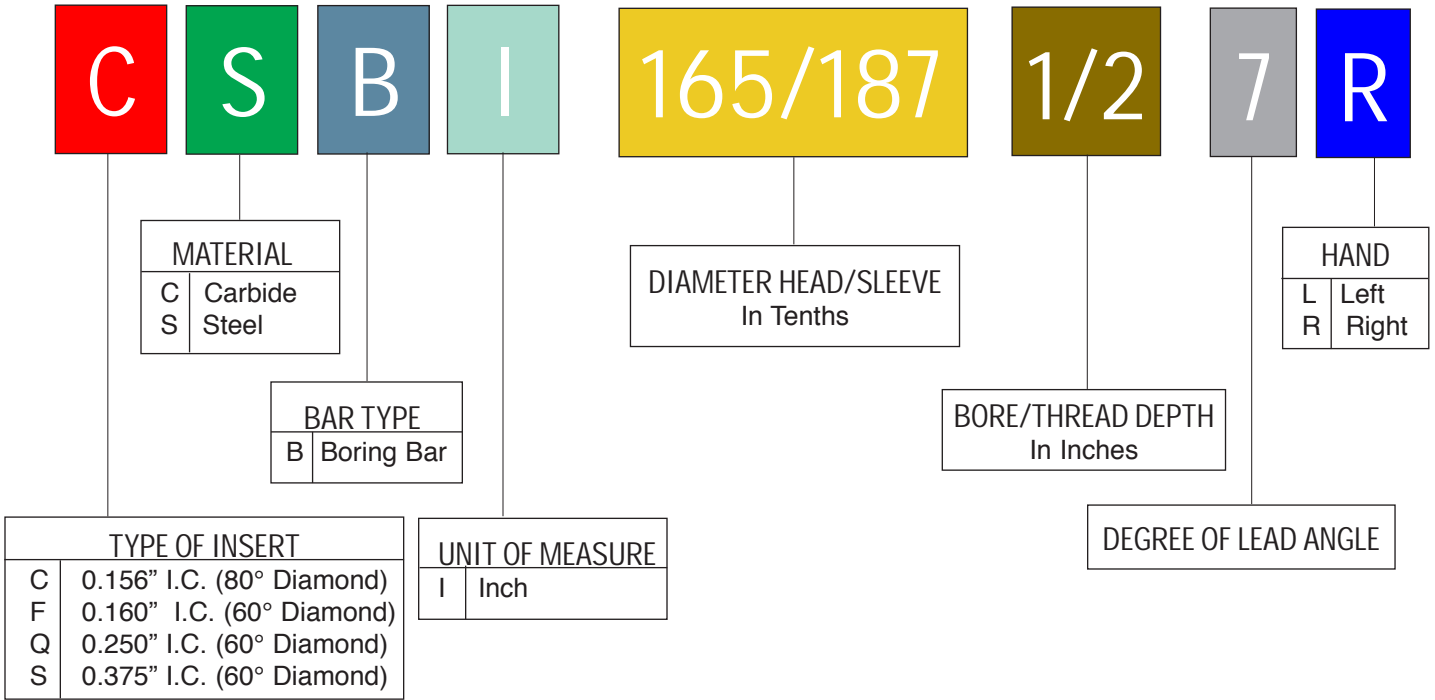 C S B I 165/187 1/2 7 R
MATERIAL
C Carbide
S Steel
DIAMETER HEAD/SLEEVE
In Tenths
HAND
L Left
R Right
BAR TYPE
B Boring Bar
BORE/THREAD DEPTH
In Inches
TYPE OF INSERT
C 0.156” I.C. (80° Diamond)
F 0.160” I.C. (60° Diamond)
Q 0.250” I.C. (60° Diamond)
S 0.375” I.C. (60° Diamond)
UNIT OF MEASURE
I Inch
DEGREE OF LEAD ANGLE